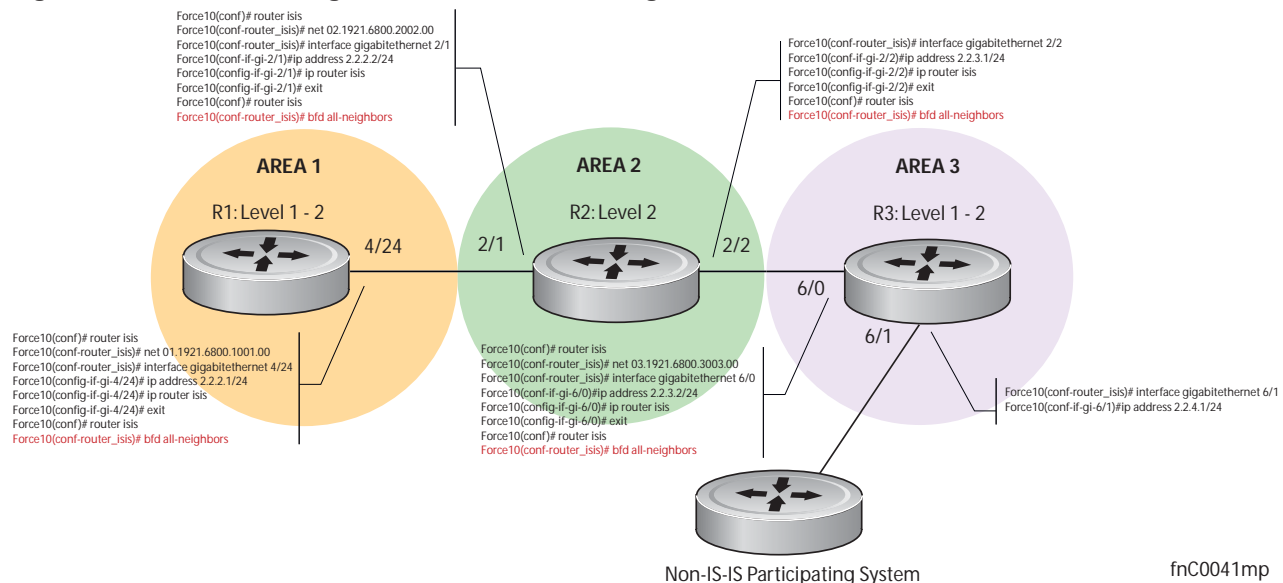 Force10(conf)# router isis
Force10(conf-router_isis)# net 02.1921.6800.2002.00
Force10(conf-router_isis)# interface gigabitethernet 2/1
Force10(conf-if-gi-2/1)#ip address 2.2.2.2/24
Force10(config-if-gi-2/1)# ip router isis
Force10(config-if-gi-2/1)# exit
Force10(conf)# router isis
Force10(conf-router_isis)# bfd all-neighbors
Force10(conf-router_isis)# interface gigabitethernet 2/2
Force10(conf-if-gi-2/2)#ip address 2.2.3.1/24
Force10(config-if-gi-2/2)# ip router isis
Force10(config-if-gi-2/2)# exit
Force10(conf)# router isis
Force10(conf-router_isis)# bfd all-neighbors
AREA 1
AREA 2
AREA 3
R1: Level 1 - 2
R2: Level 2
R3: Level 1 - 2
4/24
2/1
2/2
6/0
6/1
Force10(conf)# router isis
Force10(conf-router_isis)# net 01.1921.6800.1001.00
Force10(conf-router_isis)# interface gigabitethernet 4/24
Force10(config-if-gi-4/24)# ip address 2.2.2.1/24
Force10(config-if-gi-4/24)# ip router isis
Force10(config-if-gi-4/24)# exit
Force10(conf)# router isis
Force10(conf-router_isis)# bfd all-neighbors
Force10(conf)# router isis
Force10(conf-router_isis)# net 03.1921.6800.3003.00
Force10(conf-router_isis)# interface gigabitethernet 6/0
Force10(conf-if-gi-6/0)#ip address 2.2.3.2/24
Force10(config-if-gi-6/0)# ip router isis
Force10(config-if-gi-6/0)# exit
Force10(conf)# router isis
Force10(conf-router_isis)# bfd all-neighbors
Force10(conf-router_isis)# interface gigabitethernet 6/1
Force10(conf-if-gi-6/1)#ip address 2.2.4.1/24
Non-IS-IS Participating System
fnC0041mp